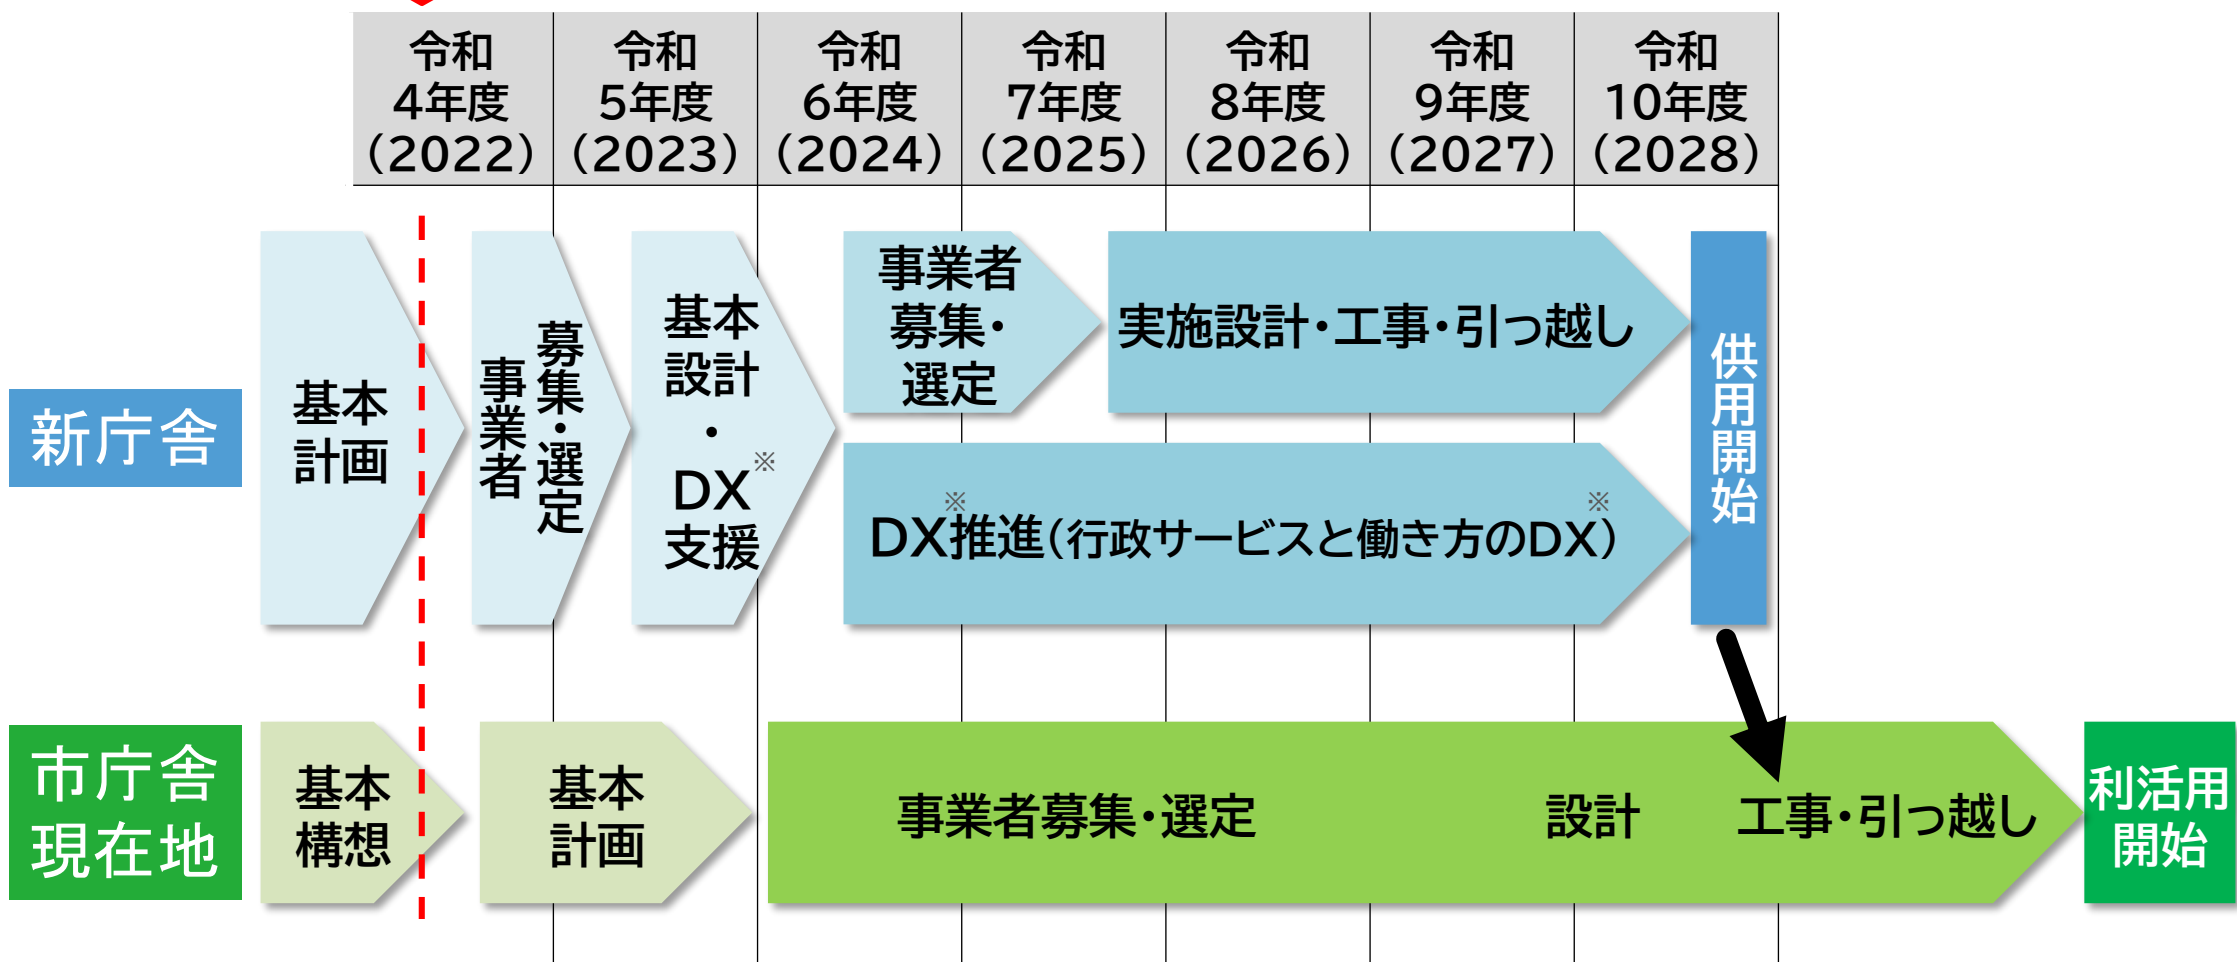 令和
4年度
(2022)
令和
5年度
(2023)
令和
6年度
(2024)
令和
7年度
(2025)
令和
8年度
(2026)
令和
9年度
(2027)
令和
10年度
(2028)
新庁舎
基本
計画
事業者
募集・選定
基本
設計
・
DX※
支援
事業者
募集・
選定
実施設計・工事・引っ越し
DX※推進(行政サービスと働き方のDX※)
供用開始
市庁舎
現在地
基本
構想
基本
計画
事業者募集・選定
設計
工事・引っ越し
利活用
開始